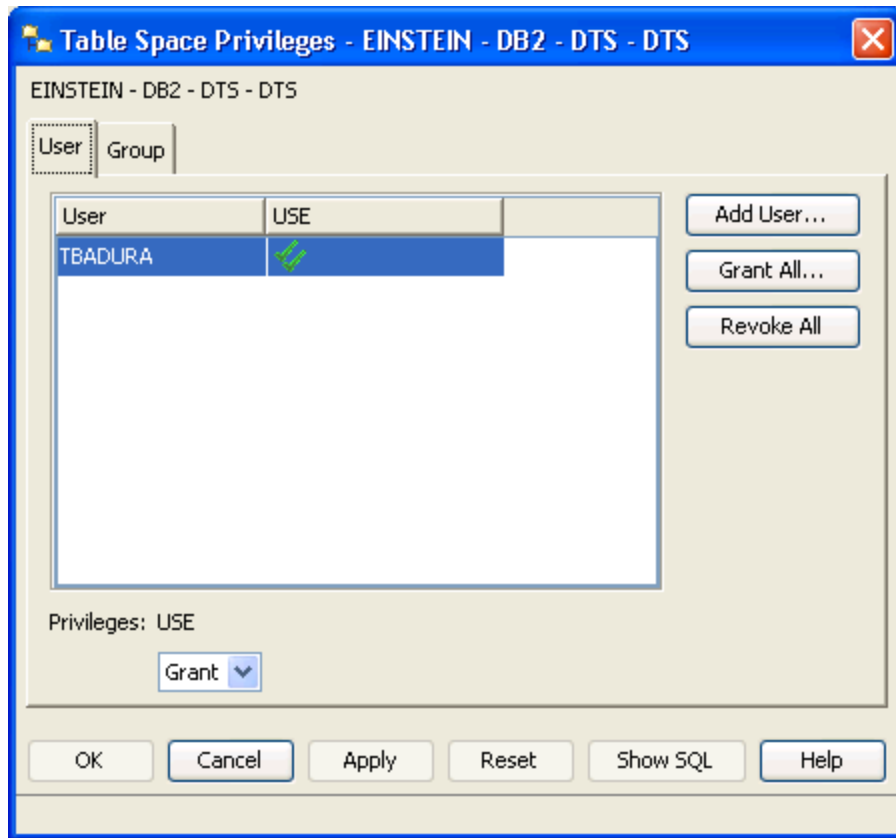 Table Space Privileges - EINSTEIN - DB2 - DTS - DTS
EINSTEIN - DB2 - DTS - DTS
User Group
User USE
TBADURA
Add User...
Grant All...
Revoke All
Privileges: USE
Grant
OK Cancel Apply Reset Show SQL Help